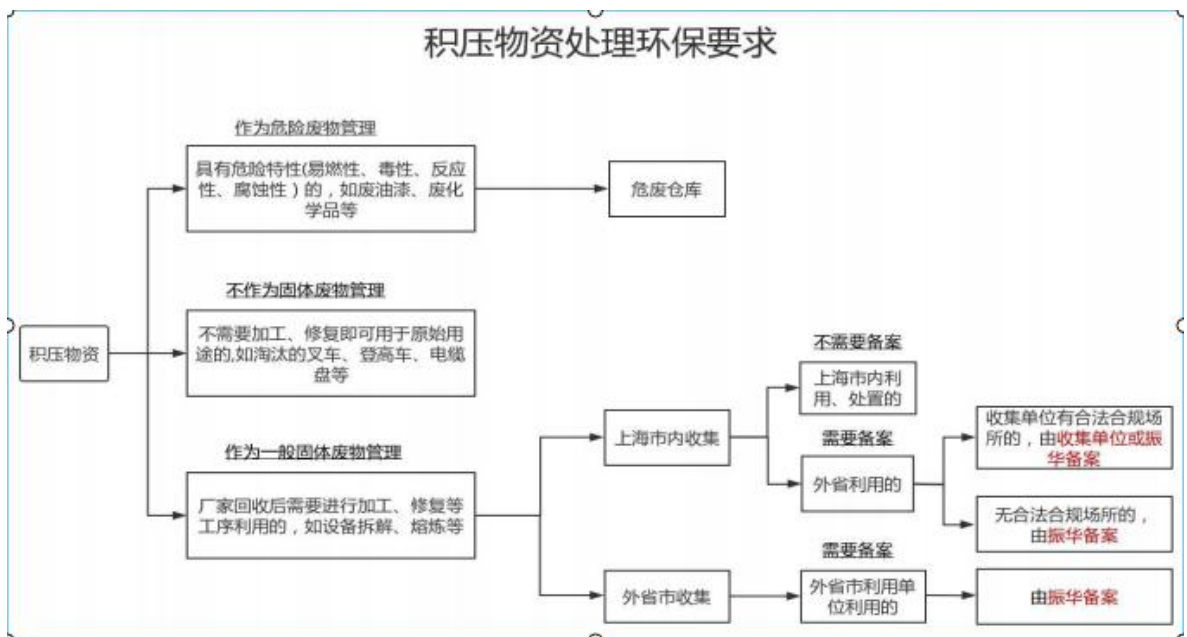 积压物资处理环保要求
作为危险废物管理
具有危险特性(易燃性、毒性、反应
性、腐蚀性)的，如废油漆、废化
学品等
危废仓库
不作为固体废物管理
不需要加工、修复即可用于原始用
途的,如淘汰的叉车、登高车、电缆
盘等
积压物资
作为一般固体废物管理
厂家回收后需要进行加工、修复等
工序利用的，如设备拆解、熔炼等
上海市内收集
不需要备案
上海市内利
用、处置的
需要备案
外省利用的
收集单位有合法合规场
所的，由收集单位或振
华备案
无合法合规场所的，
由振华备案
外省市收集
需要备案
外省市利用单
位利用的
由振华备案